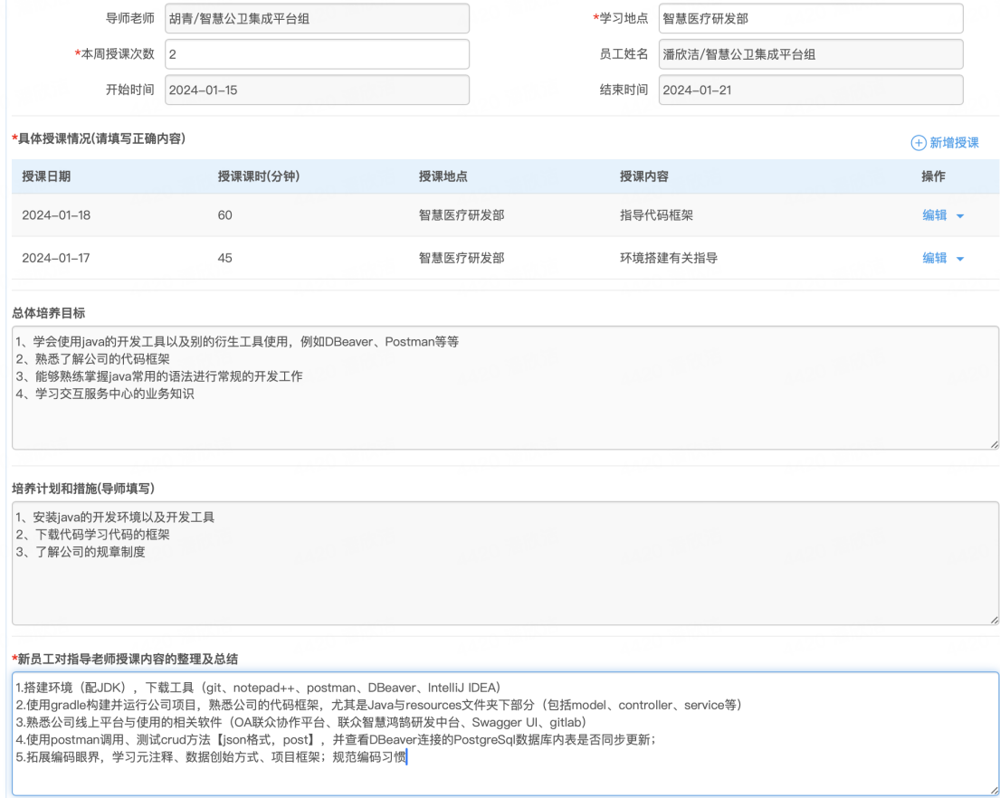 导师老师 胡青/智慧公卫集成平台组 *学习地点 智慧医疗研发部
*本周授课次数 2 员工姓名 潘欣洁/智慧公卫集成平台组
开始时间 2024-01-15 结束时间 2024-01-21
*具体授课情况(请填写正确内容)
新增授课
授课日期 授课课时(分钟) 授课地点 授课内容 操作
2024-01-18 60 智慧医疗研发部 指导代码框架 编辑
2024-01-17 45 智慧医疗研发部 环境搭建有关指导 编辑
总体培养目标
1、学会使用java的开发工具以及别的衍生工具使用，例如DBeaver、Postman等等
2、熟悉了解公司的代码框架
3、能够熟练掌握java常用的语法进行常规的开发工作
4、学习交互服务中心的业务知识
培养计划和措施(导师填写)
1、安装java的开发环境以及开发工具
2、下载代码学习代码的框架
3、了解公司的规章制度
*新员工对指导老师授课内容的整理及总结
1.搭建环境（配JDK），下载工具（git、notepad++、postman、DBeaver、IntelliJ IDEA）
2.使用gradle构建并运行公司项目，熟悉公司的代码框架，尤其是Java与resources文件夹下部分（包括model、controller、service等）
3.熟悉公司线上平台与使用的相关软件（OA联众协作平台、联众智慧鸿鹄研发中台、Swagger UI、gitlab）
4.使用postman调用、测试crud方法【json格式，post】，并查看DBeaver连接的PostgreSql数据库内表是否同步更新；
5.拓展编码眼界，学习元注释、数据创始方式、项目框架；规范编码习惯